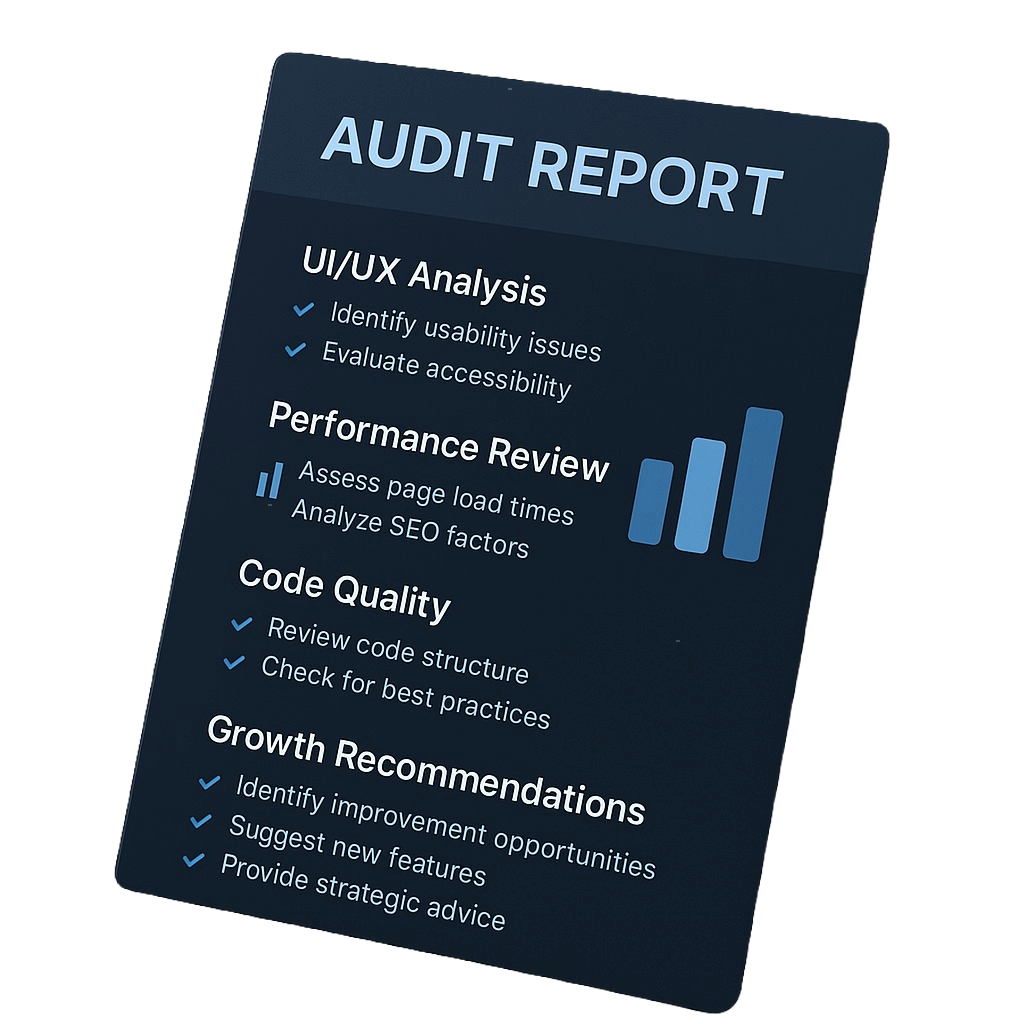 AUDIT REPORT
UI/UX Analysis
Identify usability issues
Evaluate accessibility
Performance Review
Assess page load times
Analyze SEO factors
Code Quality
Review code structure
Check for best practices
Growth Recommendations
Identify improvement opportunities
Suggest new features
Provide strategic advice